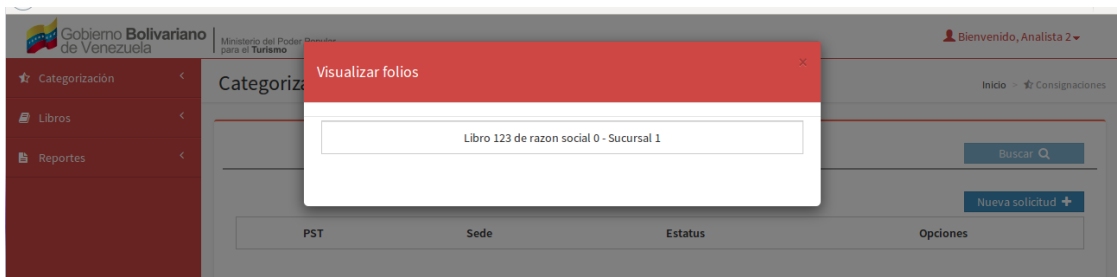 Gobierno Bolivariano
de Venezuela
Ministerio del Poder Popular
para el Turismo
Bienvenido, Analista 2
Visualizar folios
×
Categorización
Libros
Reportes
Inicio > Consignaciones
Libro 123 de razon social 0 - Sucursal 1
Buscar
Nueva solicitud +
PST Sede Estatus Opciones